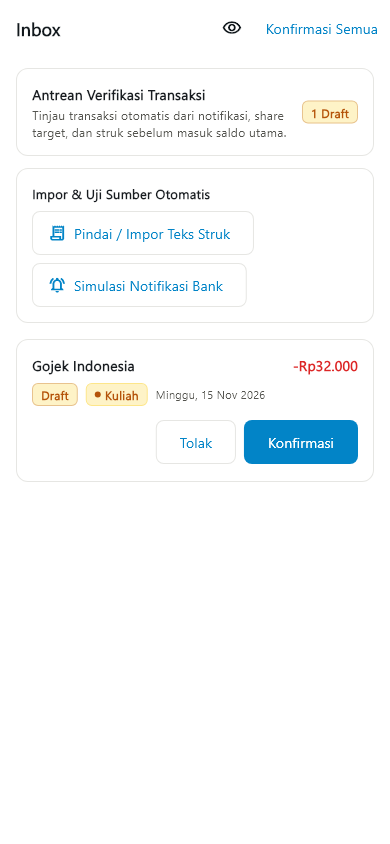 Inbox
Konfirmasi Semua
Antrean Verifikasi Transaksi
Tinjau transaksi otomatis dari notifikasi, share
target, dan struk sebelum masuk saldo utama.
1 Draft
Impor & Uji Sumber Otomatis
Pindai / Impor Teks Struk
Simulasi Notifikasi Bank
Gojek Indonesia
-Rp32.000
Draft
Kuliah
Minggu, 15 Nov 2026
Tolak
Konfirmasi